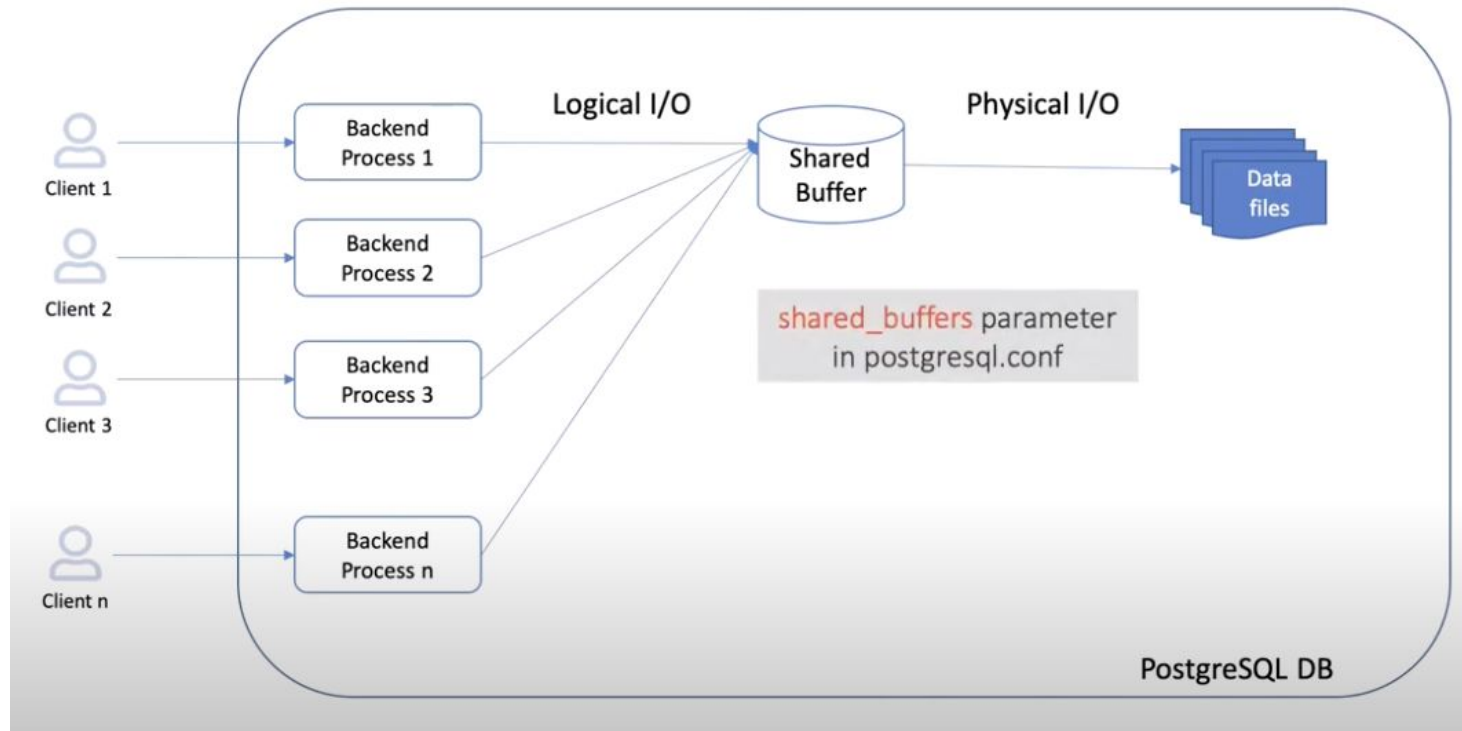 Logical I/O
Physical I/O
Client 1
Backend
Process 1
Shared
Buffer
Data
files
Client 2
Backend
Process 2
shared_buffers parameter
in postgresql.conf
Client 3
Backend
Process 3
Client n
Backend
Process n
PostgreSQL DB